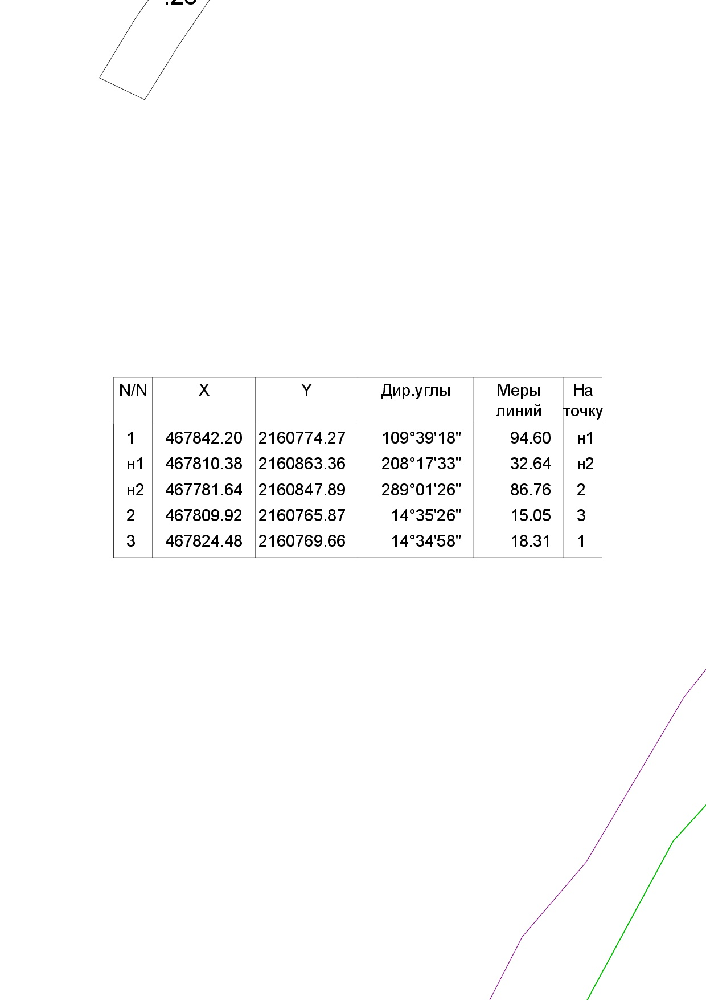 N/N X Y Дир.углы Меры линий На точку
1 467842.20 2160774.27 109°39'18" 94.60 н1
н1 467810.38 2160863.36 208°17'33" 32.64 н2
н2 467781.64 2160847.89 289°01'26" 86.76 2
2 467809.92 2160765.87 14°35'26" 15.05 3
3 467824.48 2160769.66 14°34'58" 18.31 1